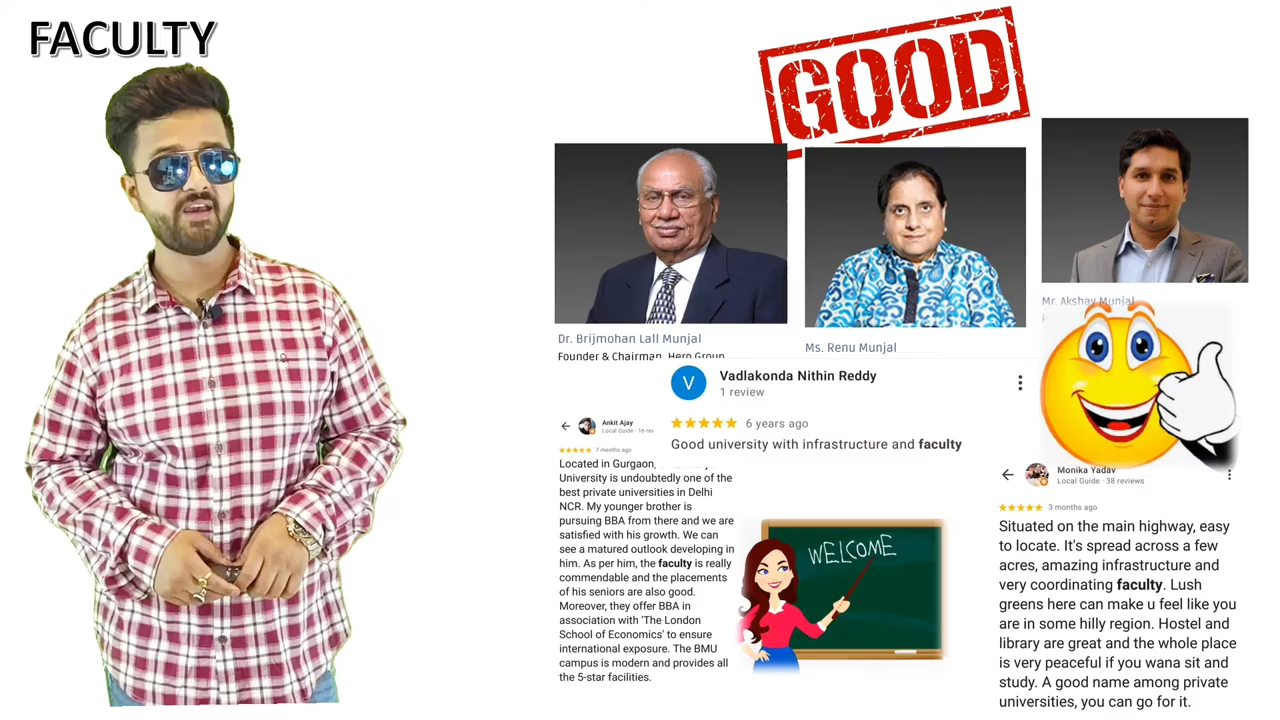 FACULTY
GOOD
Dr. Brijmohan Lall Munjal
Founder & Chairman, Hero Group
Ms. Renu Munjal
Mr. Akshay Munjal
V
Vadlakonda Nithin Reddy
1 review
6 years ago
Good university with infrastructure and faculty
Ankit Ajay
Local Guide · 16
7 months ago
Located in Gurgaon,
University is undoubtedly one of the
best private universities in Delhi
NCR. My younger brother is
pursuing BBA from there and we are
satisfied with his growth. We can
see a matured outlook developing in
him. As per him, the faculty is really
commendable and the placements
of his seniors are also good.
Moreover, they offer BBA in
association with 'The London
School of Economics' to ensure
international exposure. The BMU
campus is modern and provides all
the 5-star facilities.
WELCOME
Monika Yadav
Local Guide · 38 reviews
3 months ago
Situated on the main highway, easy
to locate. It's spread across a few
acres, amazing infrastructure and
very coordinating faculty. Lush
greens here can make u feel like you
are in some hilly region. Hostel and
library are great and the whole place
is very peaceful if you wana sit and
study. A good name among private
universities, you can go for it.